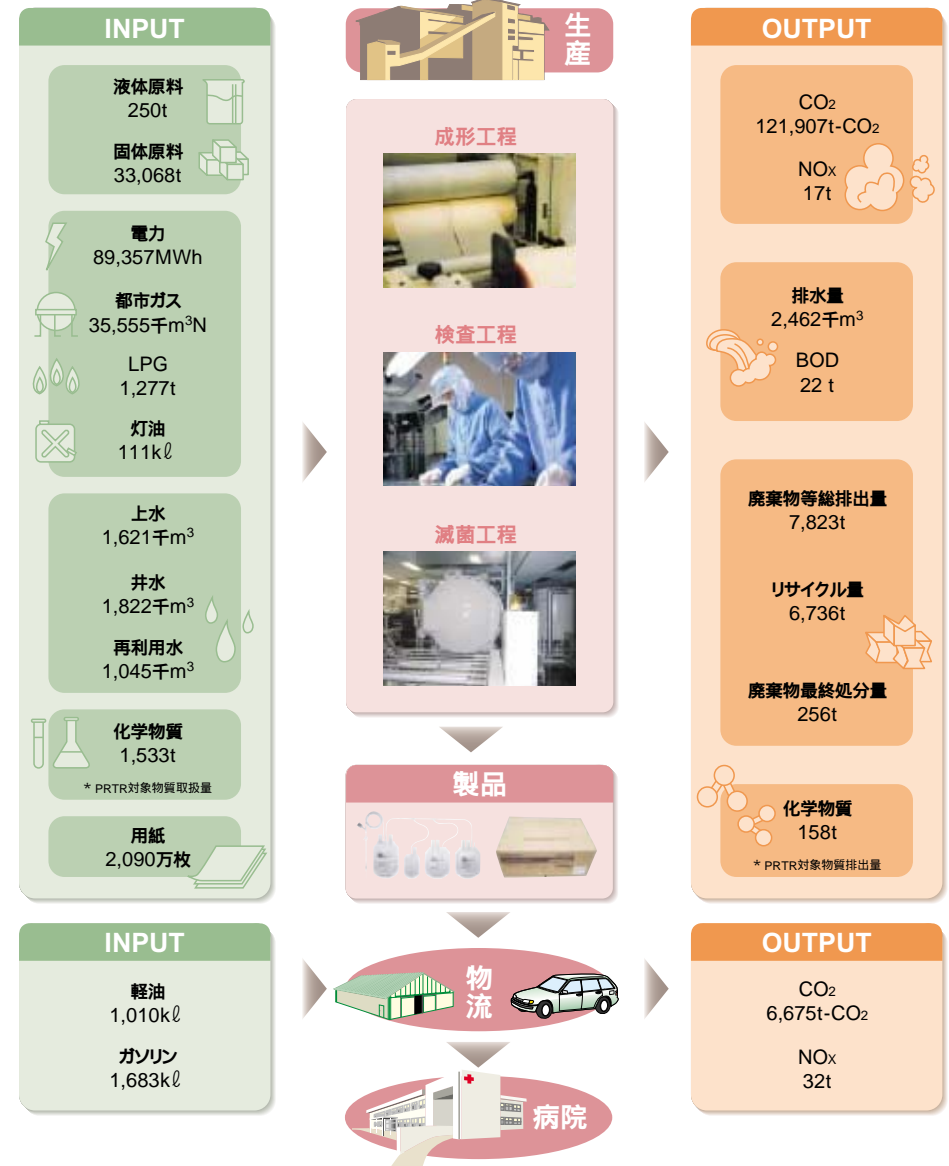 INPUT
液体原料
250t
固体原料
33,068t
電力
89,357MWh
都市ガス
35,555千m³N
LPG
1,277t
灯油
111kℓ
上水
1,621千m³
井水
1,822千m³
再利用水
1,045千m³
化学物質
1,533t
* PRTR対象物質取扱量
用紙
2,090万枚
生産
成形工程
検査工程
滅菌工程
製品
OUTPUT
CO₂
121,907t-CO₂
NOx
17t
排水量
2,462千m³
BOD
22 t
廃棄物等総排出量
7,823t
リサイクル量
6,736t
廃棄物最終処分量
256t
化学物質
158t
* PRTR対象物質排出量
INPUT
軽油
1,010kℓ
ガソリン
1,683kℓ
物流
病院
OUTPUT
CO₂
6,675t-CO₂
NOx
32t